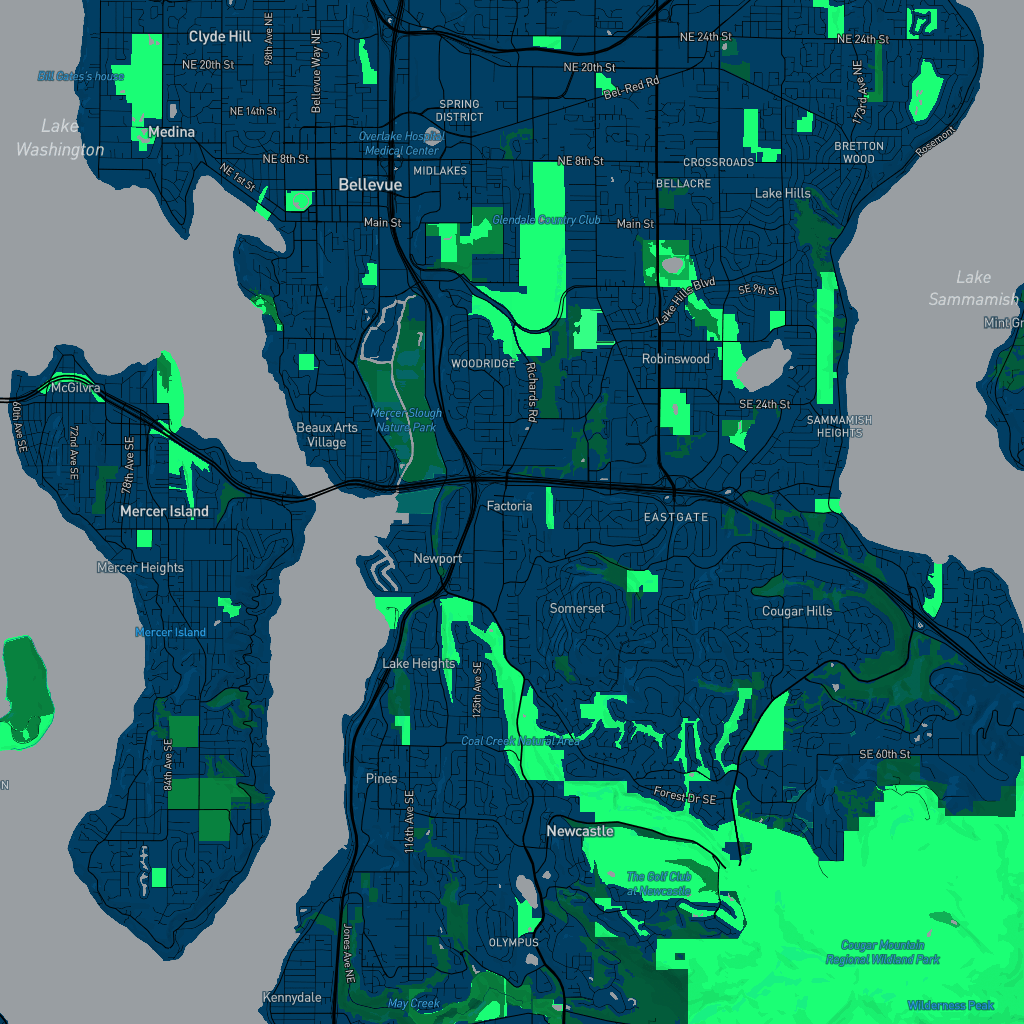 Clyde Hill
98th Ave NE
Bellevue Way NE
NE 24th St
NE 24th St
NE 20th St
NE 20th St
Bill Gates's house
Bel-Red Rd
173rd Ave NE
NE 14th St
SPRING
DISTRICT
Lake
Washington
Medina
Overlake Hospital
Medical Center
Rosemont
BRETTON
WOOD
NE 8th St
NE 8th St
CROSSROADS
MIDLAKES
NE 1st St
Bellevue
BELLACRE
Lake Hills
Main St
Glendale Country Club
Main St
Lake
Sammamish
SE 9th St
Lake Hills Blvd
Mint Gr
WOODRIDGE
Robinswood
McGilvra
Richards Rd
60th Ave SE
72nd Ave SE
78th Ave SE
Mercer Slough
Nature Park
SE 24th St
Beaux Arts
Village
SAMMAMISH
HEIGHTS
Mercer Island
Factoria
EASTGATE
Newport
Mercer Heights
Somerset
Cougar Hills
Mercer Island
Lake Heights
125th Ave SE
Coal Creek Natural Area
SE 60th St
84th Ave SE
N
Pines
Forest Dr SE
116th Ave SE
Newcastle
The Golf Club
at Newcastle
OLYMPUS
Cougar Mountain
Regional Wildland Park
Jones Ave NE
Kennydale
May Creek
Wilderness Peak